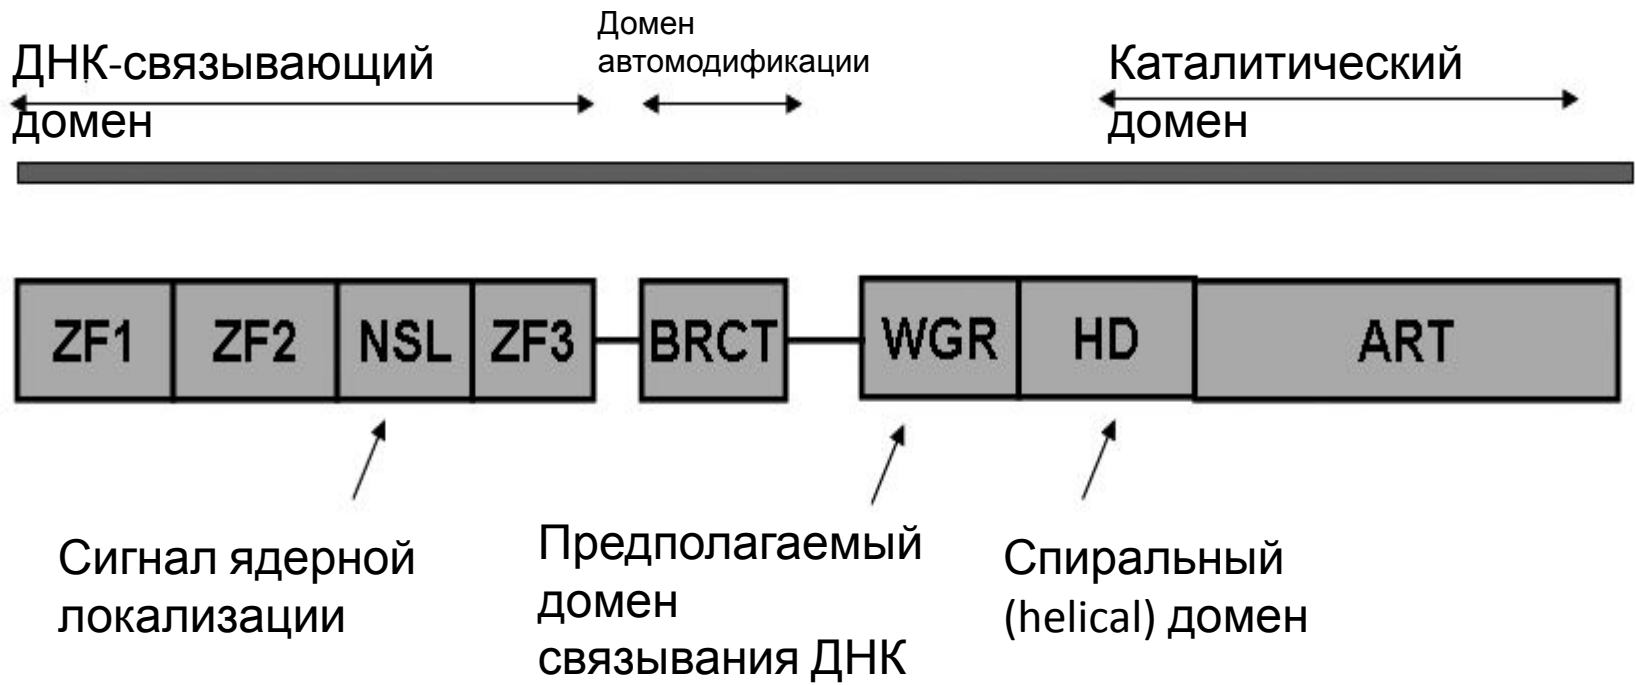 ДНК-связывающий
домен
Домен
автомодификации
Каталитический
домен
ZF1 ZF2 NSL ZF3 BRCT WGR HD ART
Сигнал ядерной
локализации
Предполагаемый
домен
связывания ДНК
Спиральный
(helical) домен